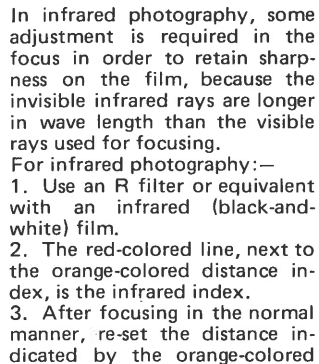 In infrared photography, some
adjustment is required in the
focus in order to retain sharp-
ness on the film, because the
invisible infrared rays are longer
in wave length than the visible
rays used for focusing.
For infrared photography:—
1. Use an R filter or equivalent
with an infrared (black-and-
white) film.
2. The red-colored line, next to
the orange-colored distance in-
dex, is the infrared index.
3. After focusing in the normal
manner, re-set the distance in-
dicated by the orange-colored